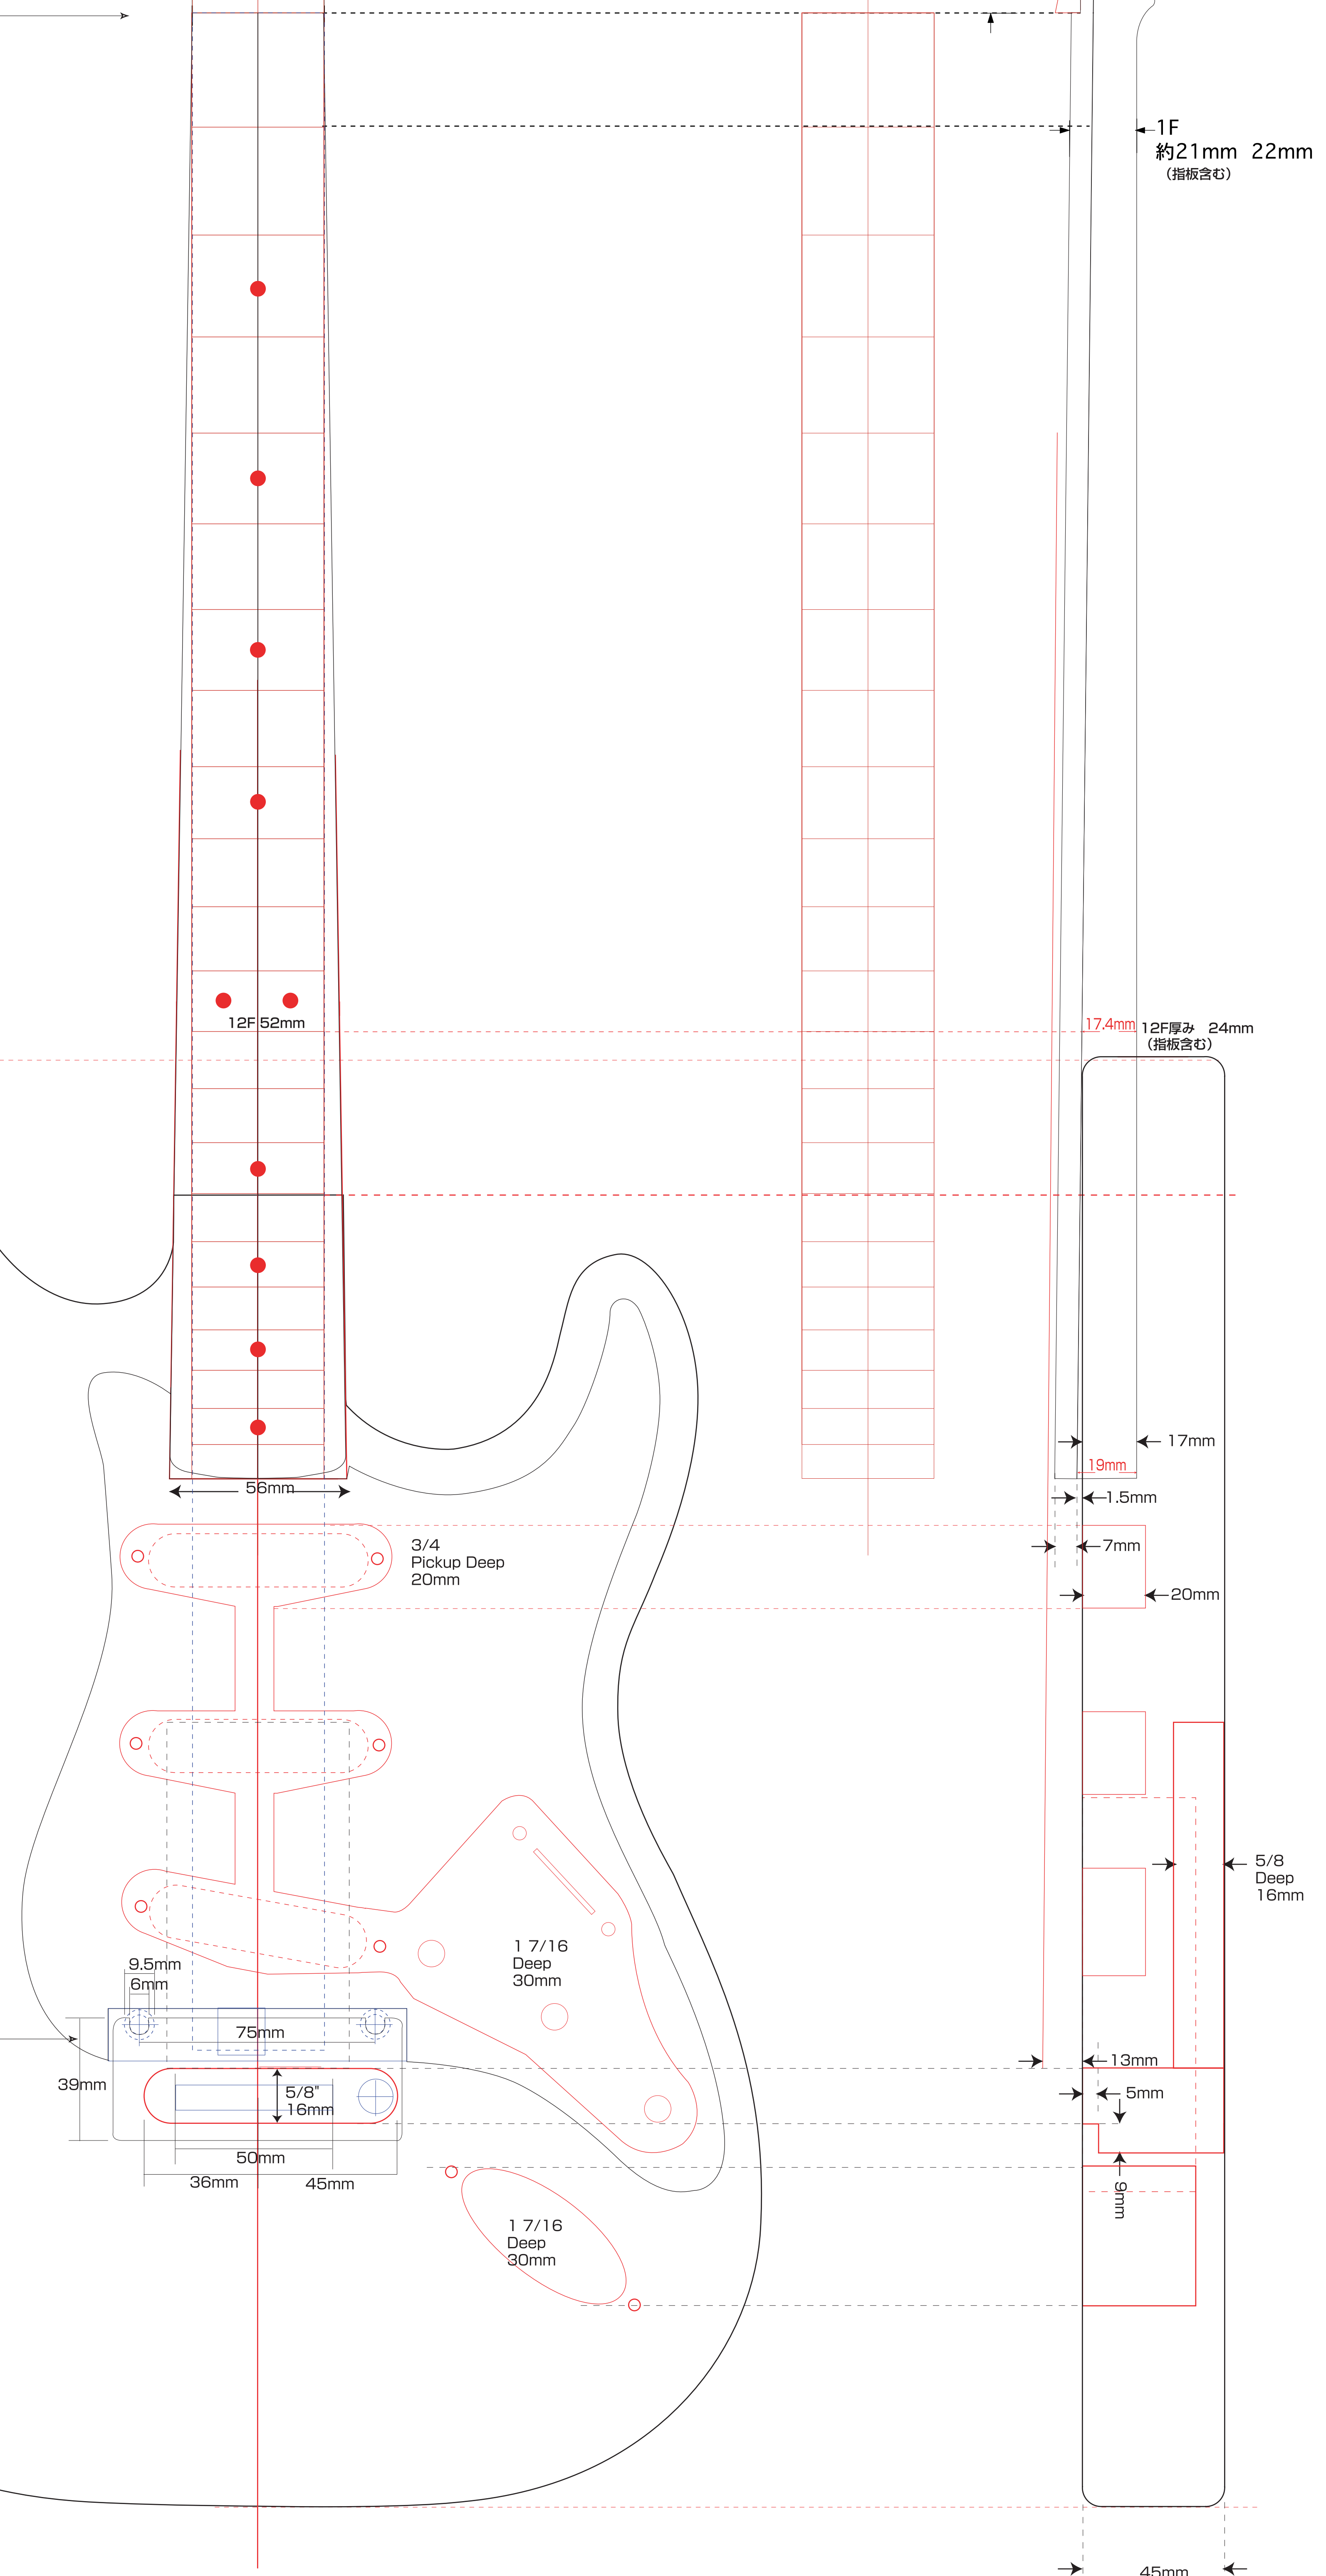 1F
約21mm 22mm
（指板含む）
12F 52mm
17.4mm
12F厚み 24mm
（指板含む）
17mm
19mm
56mm
1.5mm
3/4
Pickup Deep
20mm
7mm
20mm
5/8
Deep
16mm
1 7/16
Deep
30mm
9.5mm
6mm
75mm
13mm
39mm
5/8"
16mm
5mm
50mm
36mm
45mm
9mm
1 7/16
Deep
30mm
45mm